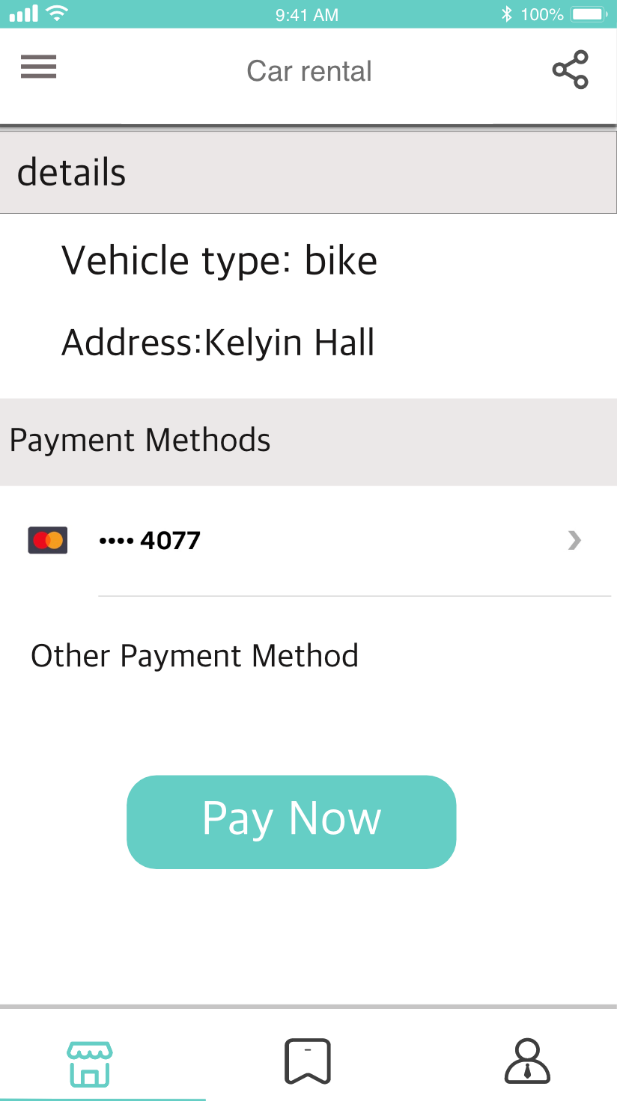 9:41 AM 100%
Car rental
details
Vehicle type: bike
Address:Kelyin Hall
Payment Methods
•••• 4077
Other Payment Method
Pay Now